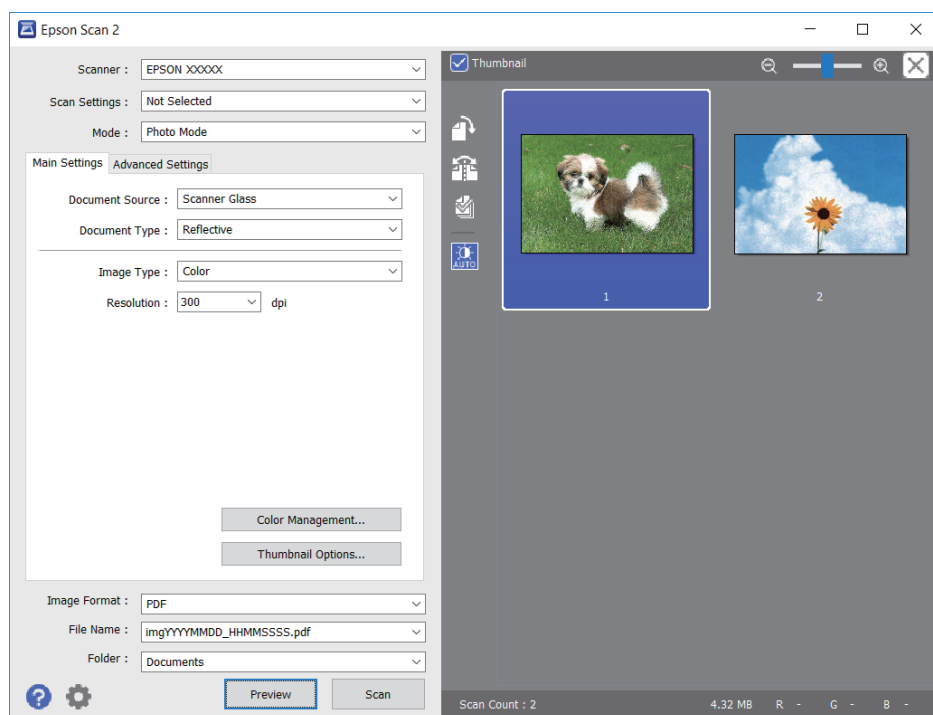 Epson Scan 2
Scanner :
EPSON XXXXX
Scan Settings :
Not Selected
Mode :
Photo Mode
Main Settings
Advanced Settings
Document Source :
Scanner Glass
Document Type :
Reflective
Image Type :
Color
Resolution :
300
dpi
Color Management...
Thumbnail Options...
Image Format :
PDF
File Name :
imgYYYYMMDD_HHMMSSSS.pdf
Folder :
Documents
?
Preview
Scan
Thumbnail
AUTO
1
2
Scan Count : 2
4.32 MB
R -
G -
B -